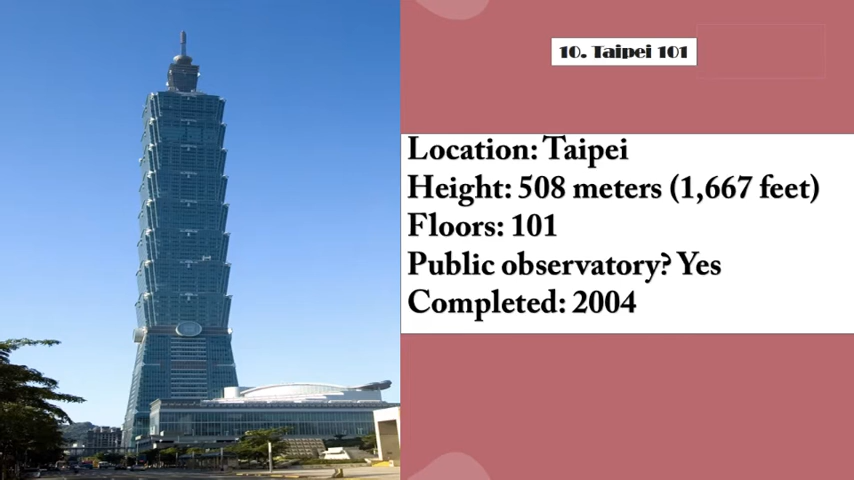 10. Taipei 101
Location: Taipei
Height: 508 meters (1,667 feet)
Floors: 101
Public observatory? Yes
Completed: 2004